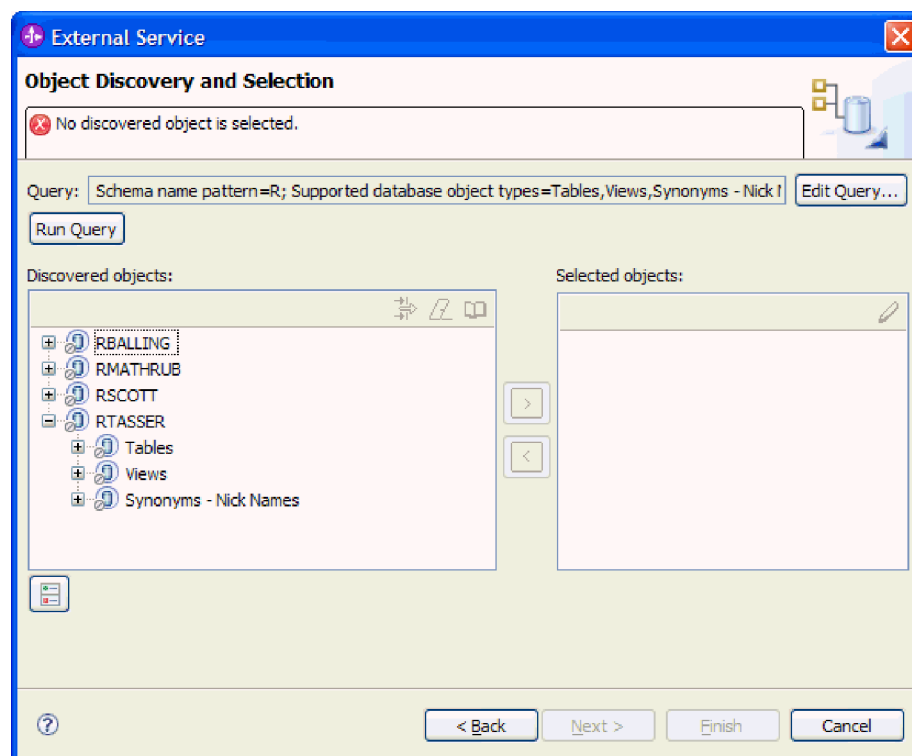 External Service
Object Discovery and Selection
No discovered object is selected.
Query: Schema name pattern=R; Supported database object types=Tables,Views,Synonyms - Nick Edit Query...
Run Query
Discovered objects:
Selected objects:
RBALLING
RMATHRUB
RSCOTT
RTASSER
Tables
Views
Synonyms - Nick Names
>
<
< Back
Next >
Finish
Cancel